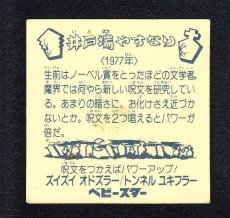 井戸端やすなり
〈1977年〉
生前はノーベル賞をとったほどの文学者。
魔界では何やら新しい呪文を研究してい
る。あまりの暗さに、お化けさえ近づか
ないとか。呪文を2つ唱えるとパワーが
倍だ。
呪文をつかえばパワーアップ!
ズイズイ オドズラー/トンネル ユキフラー
ベビースター